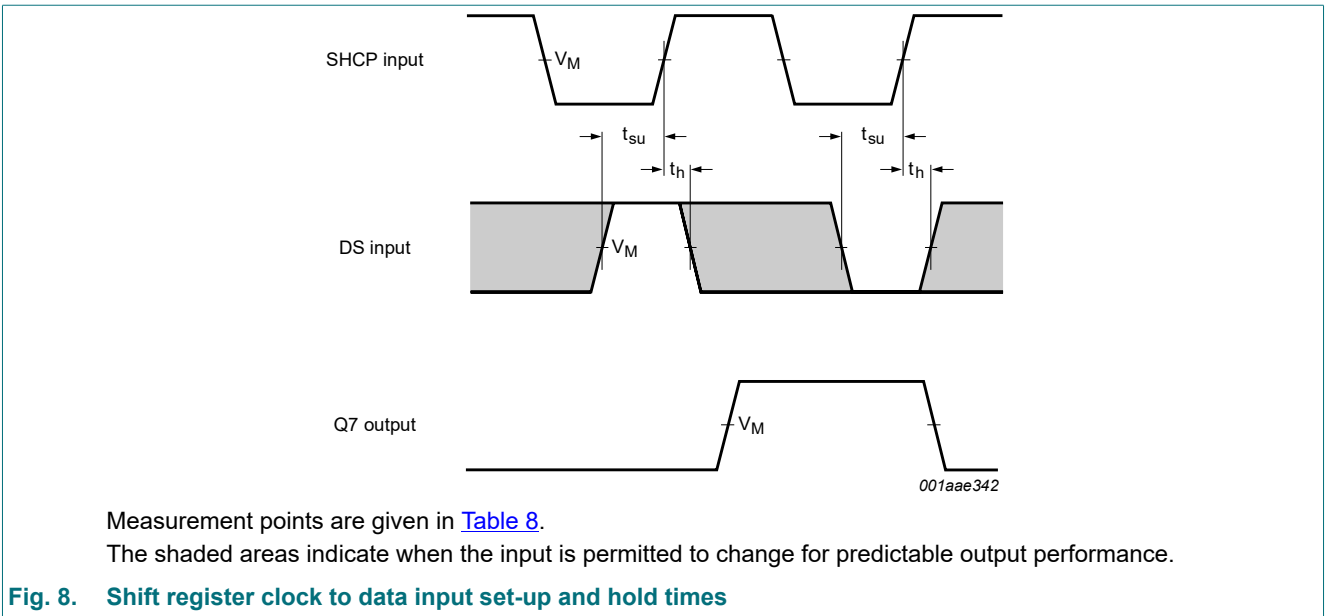 SHCP input
VM
tsu
tsu
th
th
DS input
VM
Q7 output
VM
001aae342
Measurement points are given in Table 8.
The shaded areas indicate when the input is permitted to change for predictable output performance.
Fig. 8. Shift register clock to data input set-up and hold times